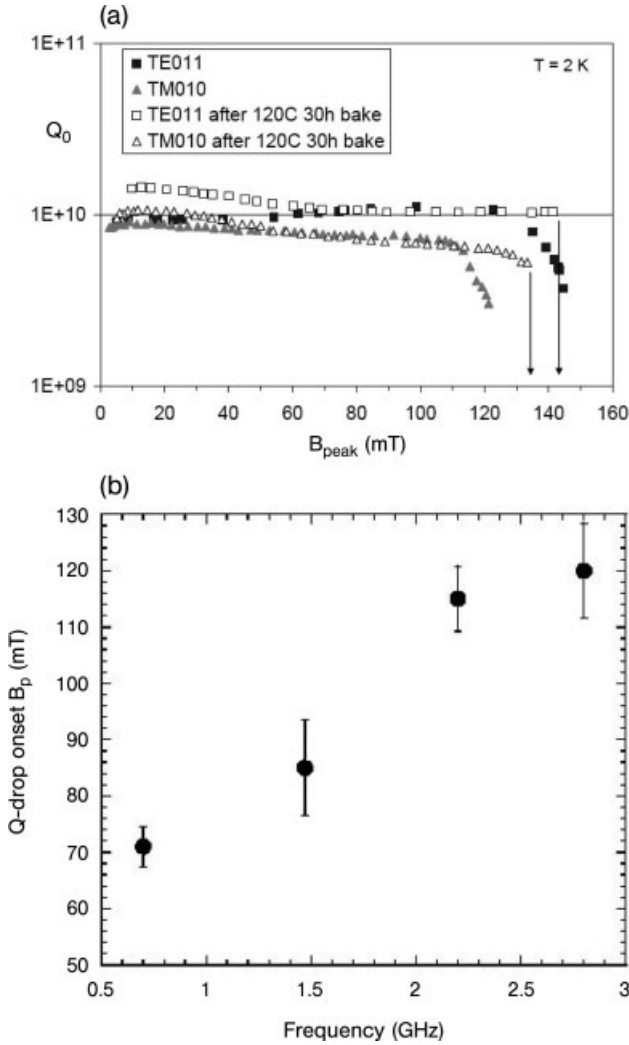 (a)
1E+11
TE011
TM010
TE011 after 120C 30h bake
TM010 after 120C 30h bake
T = 2 K
Q0
1E+10
1E+09
0 20 40 60 80 100 120 140 160
Bpeak (mT)
(b)
130
120
110
100
90
80
70
60
50
Q-drop onset Bp (mT)
0.5 1 1.5 2 2.5 3
Frequency (GHz)